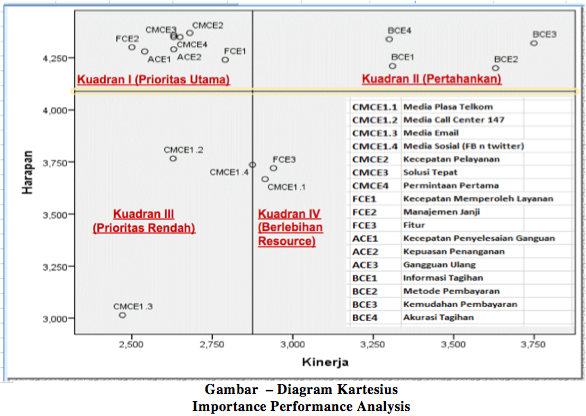 CMCE3
CMCE2
FCE2
CMCE4
FCE1
ACE1
ACE2
BCE4
BCE3
BCE1
BCE2
Kuadran I (Prioritas Utama)
Kuadran II (Pertahankan)
4,250
4,000
3,750
3,500
3,250
3,000
Harapan
CMCE1.2
CMCE1.4
FCE3
CMCE1.1
Kuadran III
(Prioritas Rendah)
Kuadran IV
(Berlebihan
Resource)
CMCE1.3
CMCE1.1 Media Plasa Telkom
CMCE1.2 Media Call Center 147
CMCE1.3 Media Email
CMCE1.4 Media Sosial (FB n twitter)
CMCE2 Kecepatan Pelayanan
CMCE3 Solusi Tepat
CMCE4 Permintaan Pertama
FCE1 Kecepatan Memperoleh Layanan
FCE2 Manajemen Janji
FCE3 Fitur
ACE1 Kecepatan Penyelesaian Ganguan
ACE2 Kepuasan Penanganan
ACE3 Gangguan Ulang
BCE1 Informasi Tagihan
BCE2 Metode Pembayaran
BCE3 Kemudahan Pembayaran
BCE4 Akurasi Tagihan
2,500 2,750 3,000 3,250 3,500 3,750
Kinerja
Gambar – Diagram Kartesius
Importance Performance Analysis